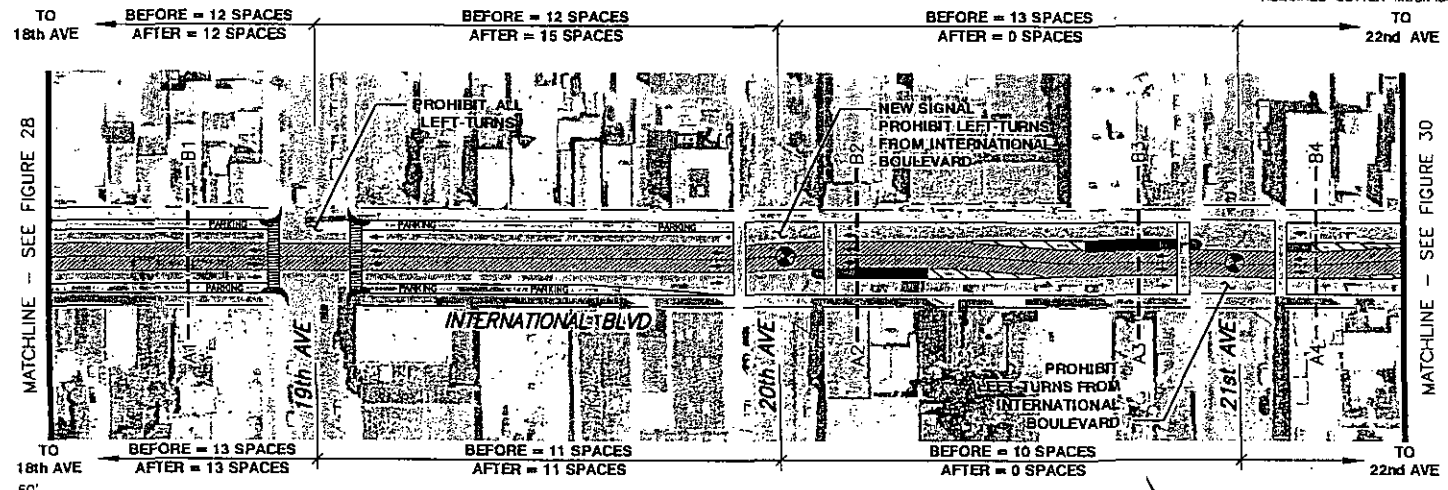 TO
18th AVE
BEFORE = 12 SPACES
AFTER = 12 SPACES
BEFORE = 12 SPACES
AFTER = 15 SPACES
BEFORE = 13 SPACES
AFTER = 0 SPACES
TO
22nd AVE
MATCHLINE - SEE FIGURE 28
B1
PROHIBIT ALL
LEFT-TURNS
NEW SIGNAL
PROHIBIT LEFT-TURNS
FROM INTERNATIONAL
BOULEVARD
B2
B3
B4
MATCHLINE - SEE FIGURE 30
PARKING
PARKING
PARKING
PARKING
PARKING
PARKING
INTERNATIONAL BLVD
19th AVE
20th AVE
21st AVE
A1
A2
A3
A4
PROHIBIT
LEFT-TURNS FROM
INTERNATIONAL
BOULEVARD
TO
18th AVE
BEFORE = 13 SPACES
AFTER = 13 SPACES
BEFORE = 11 SPACES
AFTER = 11 SPACES
BEFORE = 10 SPACES
AFTER = 0 SPACES
TO
22nd AVE